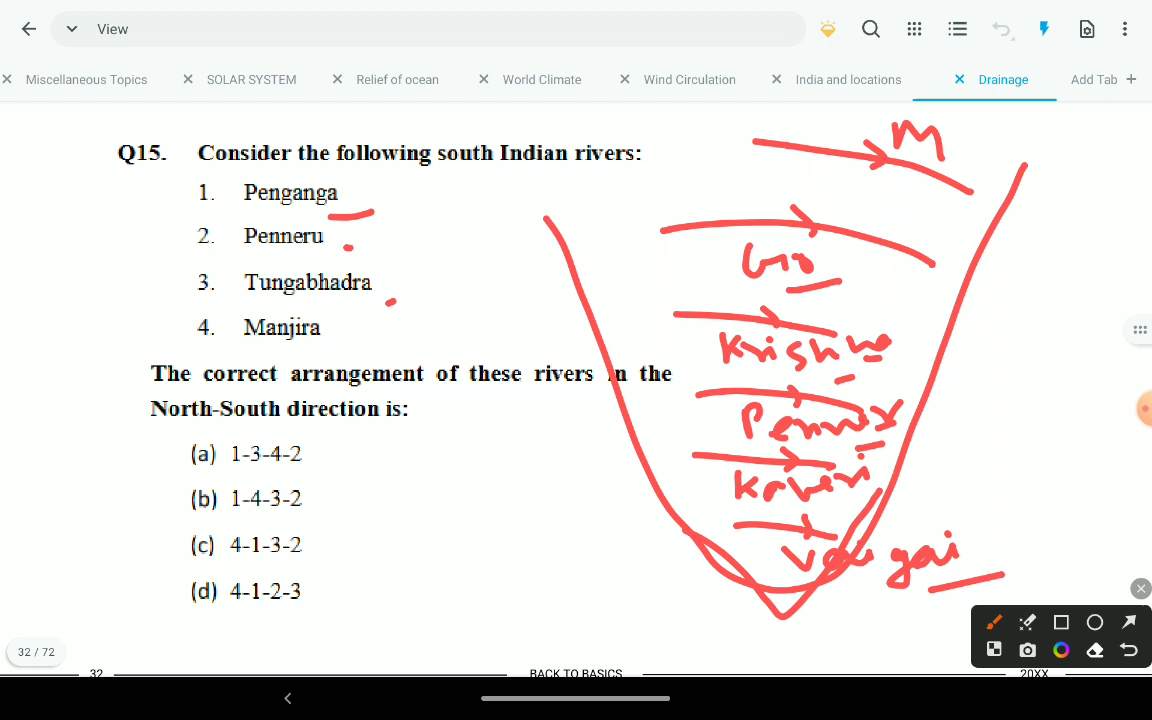 View
Miscellaneous Topics
SOLAR SYSTEM
Relief of ocean
World Climate
Wind Circulation
India and locations
Drainage
Add Tab +
M
Q15. Consider the following south Indian rivers:
1. Penganga
2. Penneru
3. Tungabhadra
4. Manjira
Krishna
Kaveri
Vaigai
The correct arrangement of these rivers in the
North-South direction is:
(a) 1-3-4-2
(b) 1-4-3-2
(c) 4-1-3-2
(d) 4-1-2-3
32 / 72
32
BACK TO BASICS
20XX